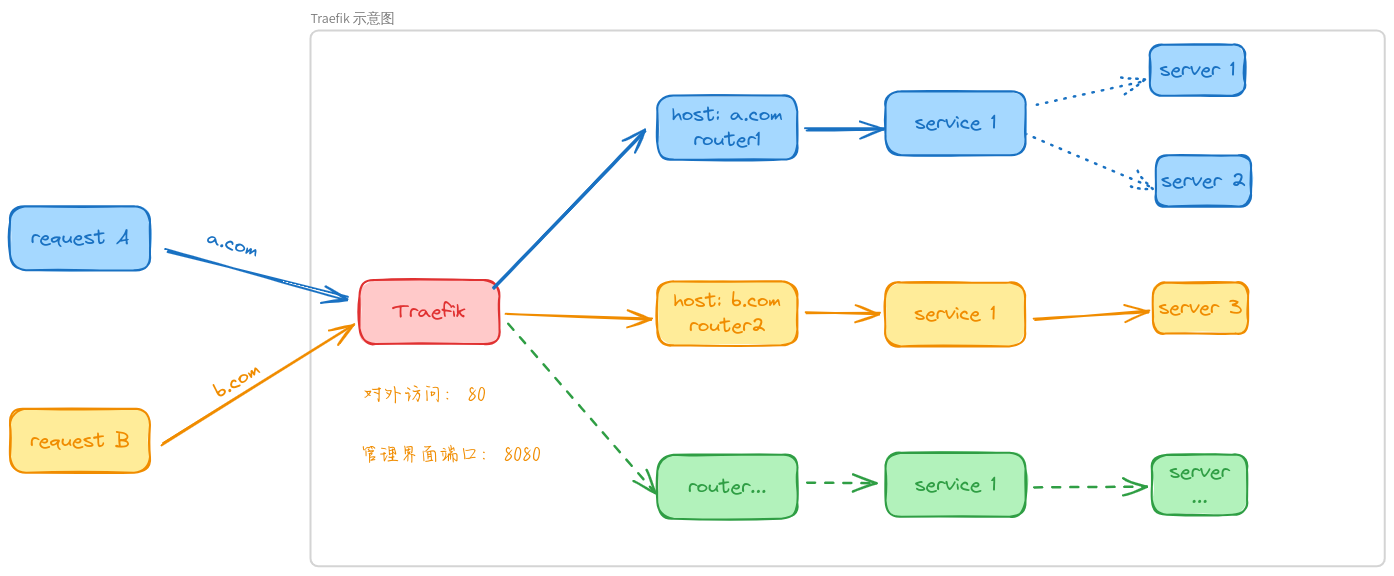 Traefik 示意图
server 1
host: a.com
router1
service 1
server 2
request A
a.com
Traefik
host: b.com
router2
service 1
server 3
b.com
对外访问： 80
request B
管理界面端口： 8080
router...
service 1
server
...